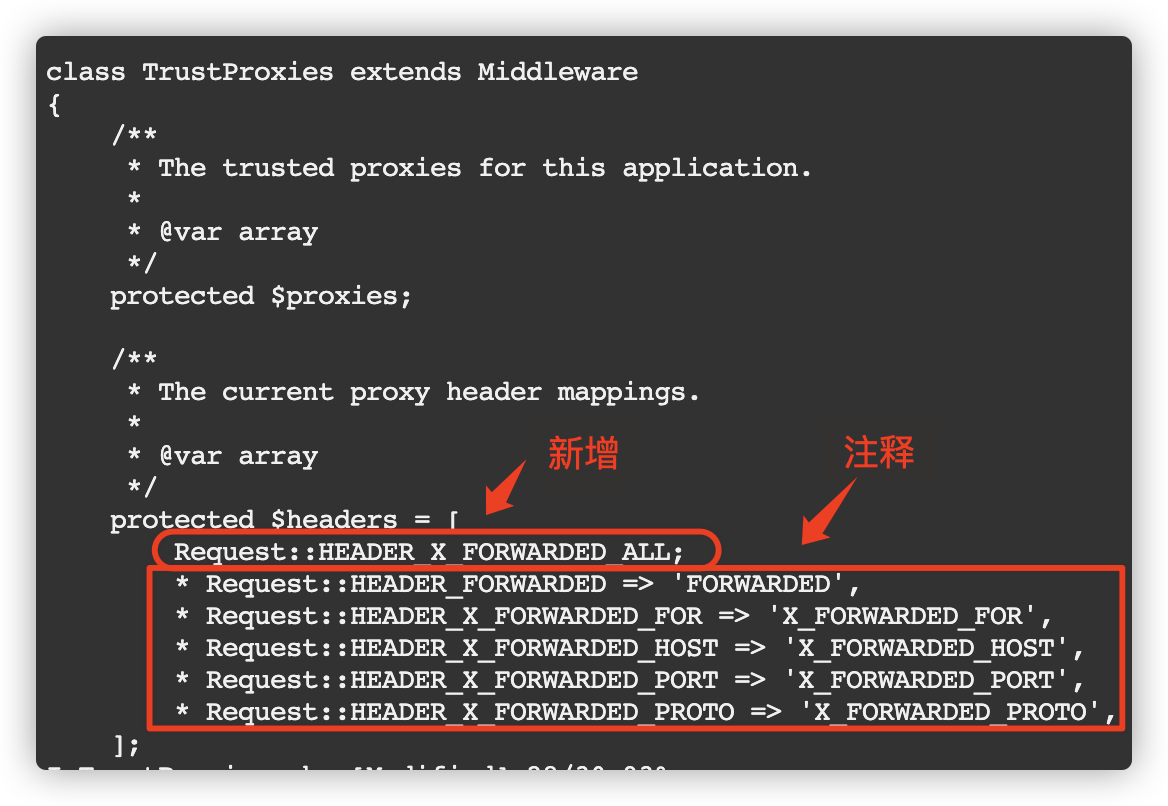 class TrustProxies extends Middleware
{
    /**
     * The trusted proxies for this application.
     *
     * @var array
     */
    protected $proxies;

    /**
     * The current proxy header mappings.
     *
     * @var array
     */
新增 注释
    protected $headers = [
        Request::HEADER_X_FORWARDED_ALL;
        * Request::HEADER_FORWARDED => 'FORWARDED',
        * Request::HEADER_X_FORWARDED_FOR => 'X_FORWARDED_FOR',
        * Request::HEADER_X_FORWARDED_HOST => 'X_FORWARDED_HOST',
        * Request::HEADER_X_FORWARDED_PORT => 'X_FORWARDED_PORT',
        * Request::HEADER_X_FORWARDED_PROTO => 'X_FORWARDED_PROTO',
    ];